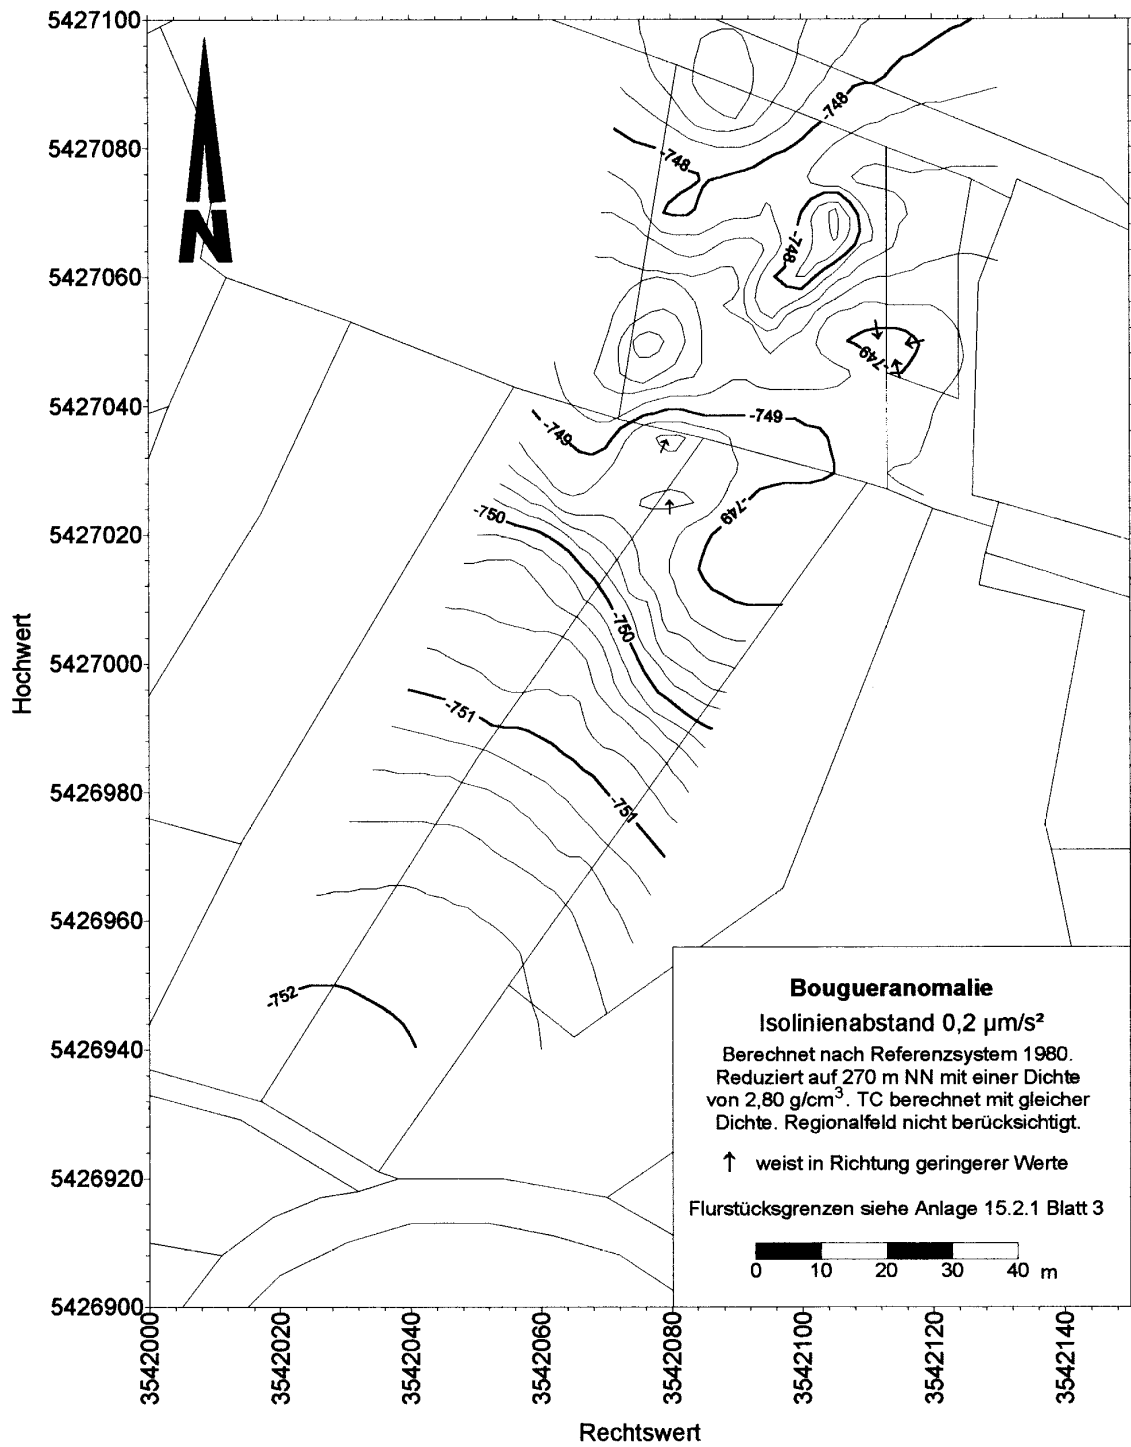 5427100
5427080
5427060
5427040
5427020
5427000
5426980
5426960
5426940
5426920
5426900
Hochwert
N
-748
-748
-748
-749
-749
-749
-749
-750
-750
-751
-751
-752
Bougueranomalie
Isolinienabstand 0,2 µm/s²
Berechnet nach Referenzsystem 1980.
Reduziert auf 270 m NN mit einer Dichte
von 2,80 g/cm³. TC berechnet mit gleicher
Dichte. Regionalfeld nicht berücksichtigt.
↑ weist in Richtung geringerer Werte
Flurstücksgrenzen siehe Anlage 15.2.1 Blatt 3
0 10 20 30 40 m
3542000
3542020
3542040
3542060
3542080
3542100
3542120
3542140
Rechtswert